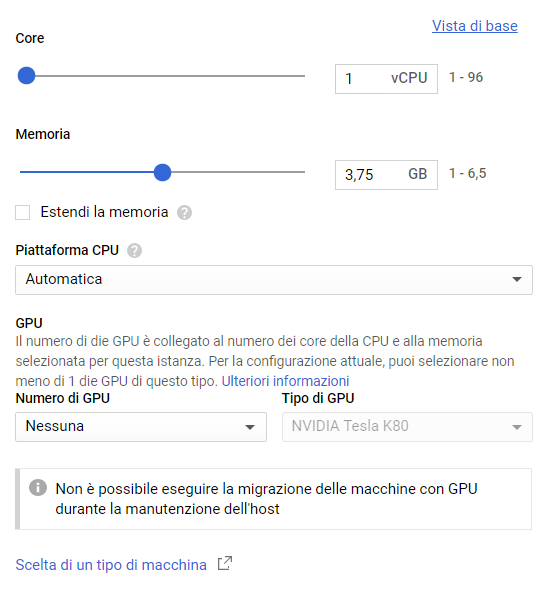 Vista di base
Core
1 vCPU 1 - 96
Memoria
3,75 GB 1 - 6,5
Estendi la memoria ?
Piattaforma CPU ?
Automatica
GPU
Il numero di die GPU è collegato al numero dei core della CPU e alla memoria
selezionata per questa istanza. Per la configurazione attuale, puoi selezionare non
meno di 1 die GPU di questo tipo. Ulteriori informazioni
Numero di GPU Tipo di GPU
Nessuna NVIDIA Tesla K80
Non è possibile eseguire la migrazione delle macchine con GPU
durante la manutenzione dell'host
Scelta di un tipo di macchina